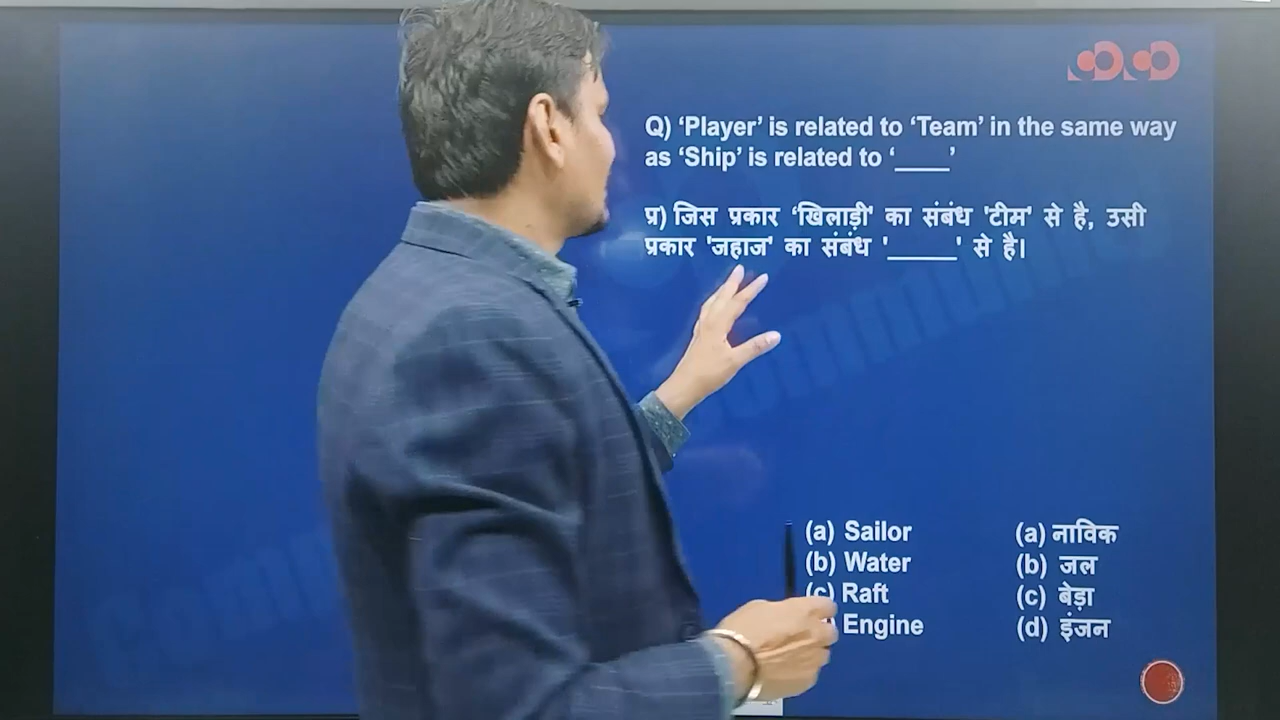 Q) ‘Player’ is related to ‘Team’ in the same way
as ‘Ship’ is related to ‘____’
प्र) जिस प्रकार ‘खिलाड़ी' का संबंध 'टीम' से है, उसी
प्रकार 'जहाज' का संबंध '_____' से है।
(a) Sailor
(b) Water
(c) Raft
Engine
(a) नाविक
(b) जल
(c) बेड़ा
(d) इंजन